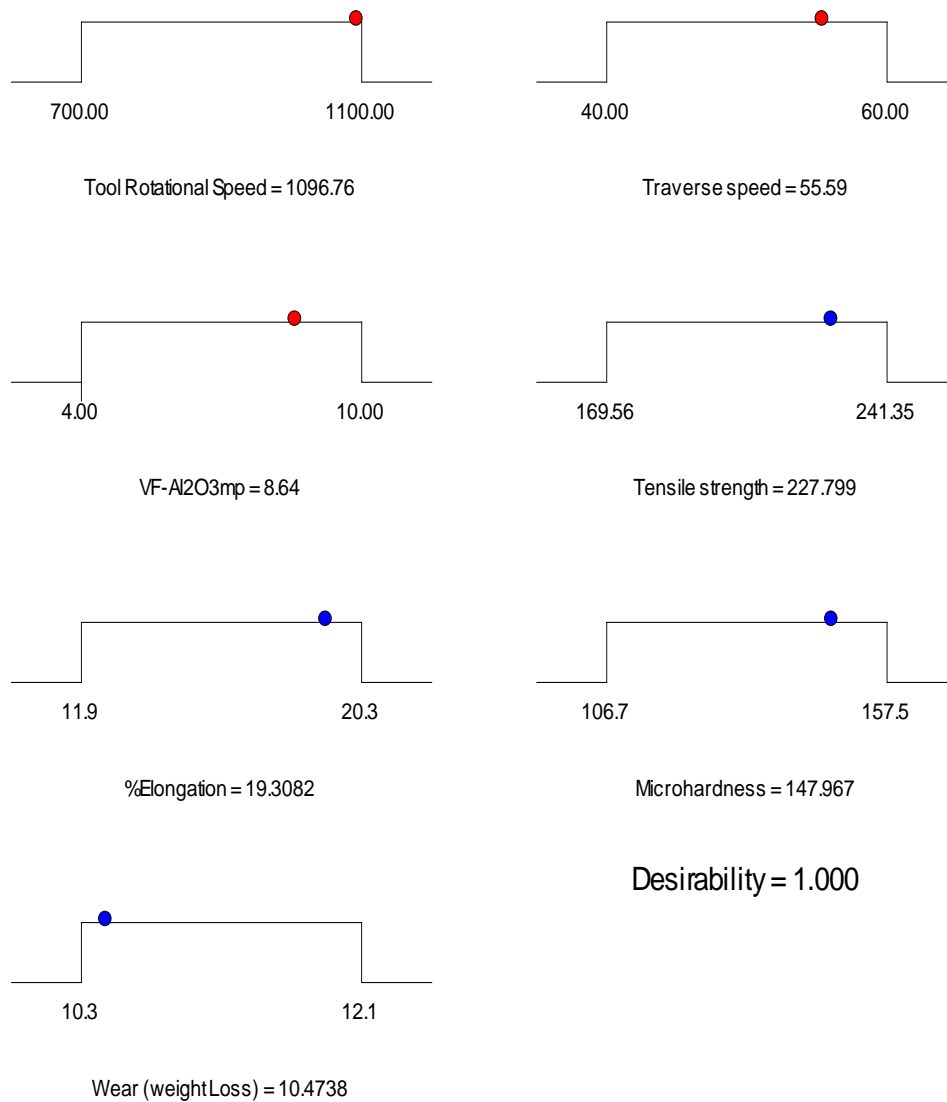 700.00 1100.00
Tool Rotational Speed = 1096.76
40.00 60.00
Traverse speed = 55.59
4.00 10.00
VF-Al2O3mp = 8.64
169.56 241.35
Tensile strength = 227.799
11.9 20.3
%Elongation = 19.3082
106.7 157.5
Microhardness = 147.967
10.3 12.1
Wear (weight Loss) = 10.4738
Desirability = 1.000